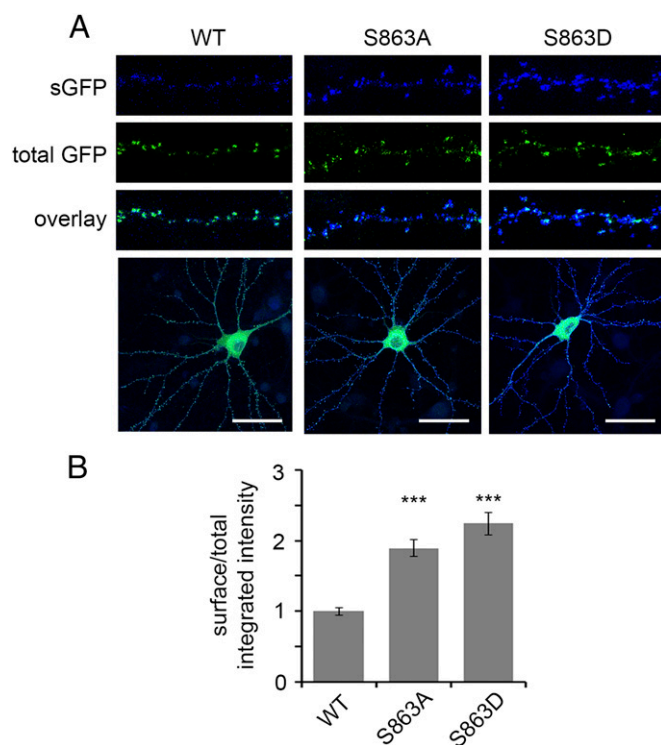 A
WT S863A S863D
sGFP
total GFP
overlay
B
surface/total
integrated intensity
3
2
1
0
*** ***
WT S863A S863D